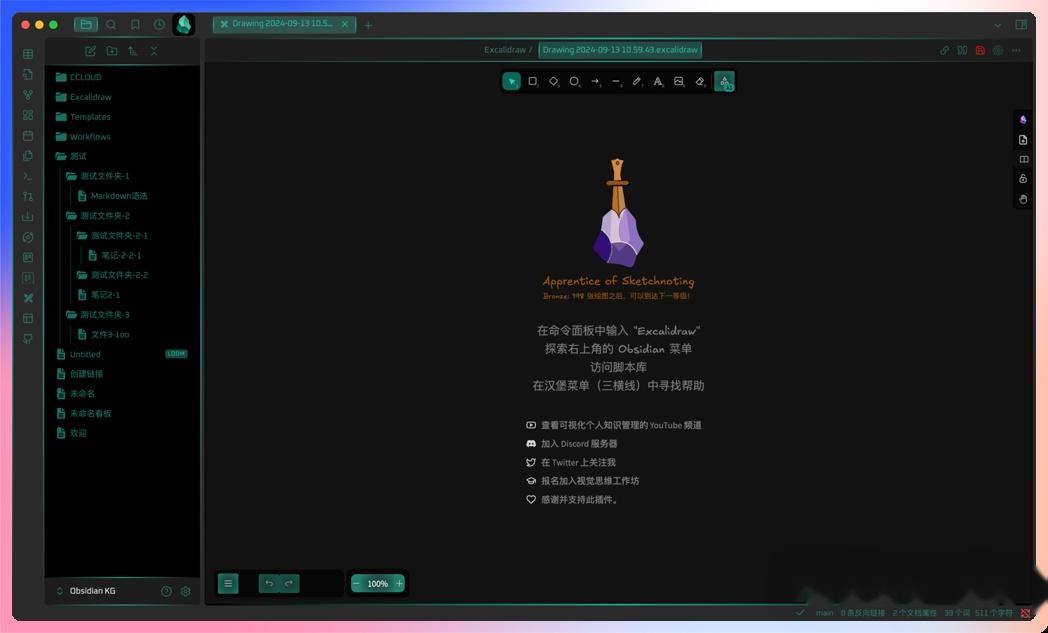 Drawing 2024-09-13 10.5...
Excalidraw / Drawing 2024-09-13 10.59.43.excalidraw
CCLOUD
Excalidraw
Templates
Workflows
测试
测试文件夹-1
Markdown语法
测试文件夹-2
测试文件夹-2-1
笔记-2-2-1
测试文件夹-2-2
笔记2-1
测试文件夹-3
文件3-1oo
Untitled
LOOM
创建链接
未命名
未命名看板
欢迎
Obsidian KG
Apprentice of Sketchnoting
Bronze: 198 张绘图之后，可以到达下一等级！
在命令面板中输入 "Excalidraw"
探索右上角的 Obsidian 菜单
访问脚本库
在汉堡菜单（三横线）中寻找帮助
查看可视化个人知识管理的 YouTube 频道
加入 Discord 服务器
在 Twitter 上关注我
报名加入视觉思维工作坊
感谢并支持此插件。
100%
main 0 条反向链接 2 个文档属性 39 个词 511 个字符